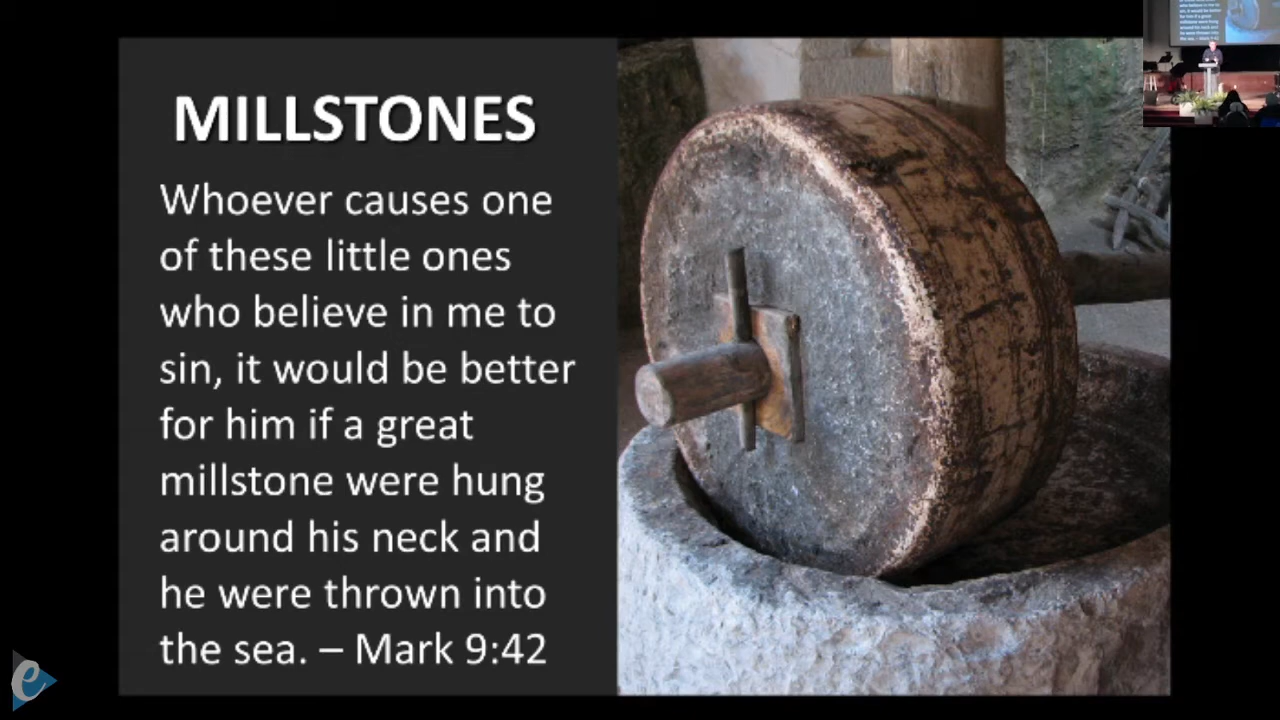 MILLSTONES
Whoever causes one
of these little ones
who believe in me to
sin, it would be better
for him if a great
millstone were hung
around his neck and
he were thrown into
the sea. – Mark 9:42
e